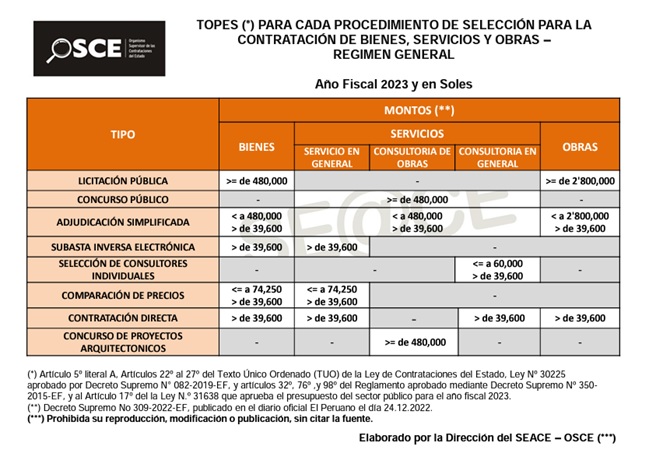 OSCE
Organismo
Supervisor de las
Contrataciones
del Estado
TOPES (*) PARA CADA PROCEDIMIENTO DE SELECCIÓN PARA LA
CONTRATACIÓN DE BIENES, SERVICIOS Y OBRAS –
REGIMEN GENERAL
Año Fiscal 2023 y en Soles
TIPO
MONTOS (**)
BIENES
SERVICIOS
OBRAS
SERVICIO EN
GENERAL
CONSULTORIA DE
OBRAS
CONSULTORIA EN
GENERAL
LICITACIÓN PÚBLICA >= de 480,000 - >= de 2'800,000
CONCURSO PÚBLICO - >= de 480,000 -
ADJUDICACIÓN SIMPLIFICADA
< a 480,000 < a 480,000 < a 2'800,000
> de 39,600 > de 39,600 > de 39,600
SUBASTA INVERSA ELECTRÓNICA > de 39,600 > de 39,600 -
SELECCIÓN DE CONSULTORES
INDIVIDUALES
- - <= a 60,000 -
> de 39,600
COMPARACIÓN DE PRECIOS
<= a 74,250 <= a 74,250 -
> de 39,600 > de 39,600
CONTRATACIÓN DIRECTA > de 39,600 > de 39,600 – > de 39,600 > de 39,600
CONCURSO DE PROYECTOS
ARQUITECTONICOS
- - >= de 480,000 - -
SE@CE
(*) Artículo 5º literal A, Artículos 22º al 27º del Texto Único Ordenado (TUO) de la Ley de Contrataciones del Estado, Ley Nº 30225
aprobado por Decreto Supremo N° 082-2019-EF, y artículos 32º, 76º ,y 98º del Reglamento aprobado mediante Decreto Supremo Nº 350-
2015-EF, y al Artículo 17º del la Ley N.º 31638 que aprueba el presupuesto del sector público para el año fiscal 2023.
(**) Decreto Supremo No 309-2022-EF, publicado en el diario oficial El Peruano el día 24.12.2022.
(***) Prohibida su reproducción, modificación o publicación, sin citar la fuente.
Elaborado por la Dirección del SEACE – OSCE (***)